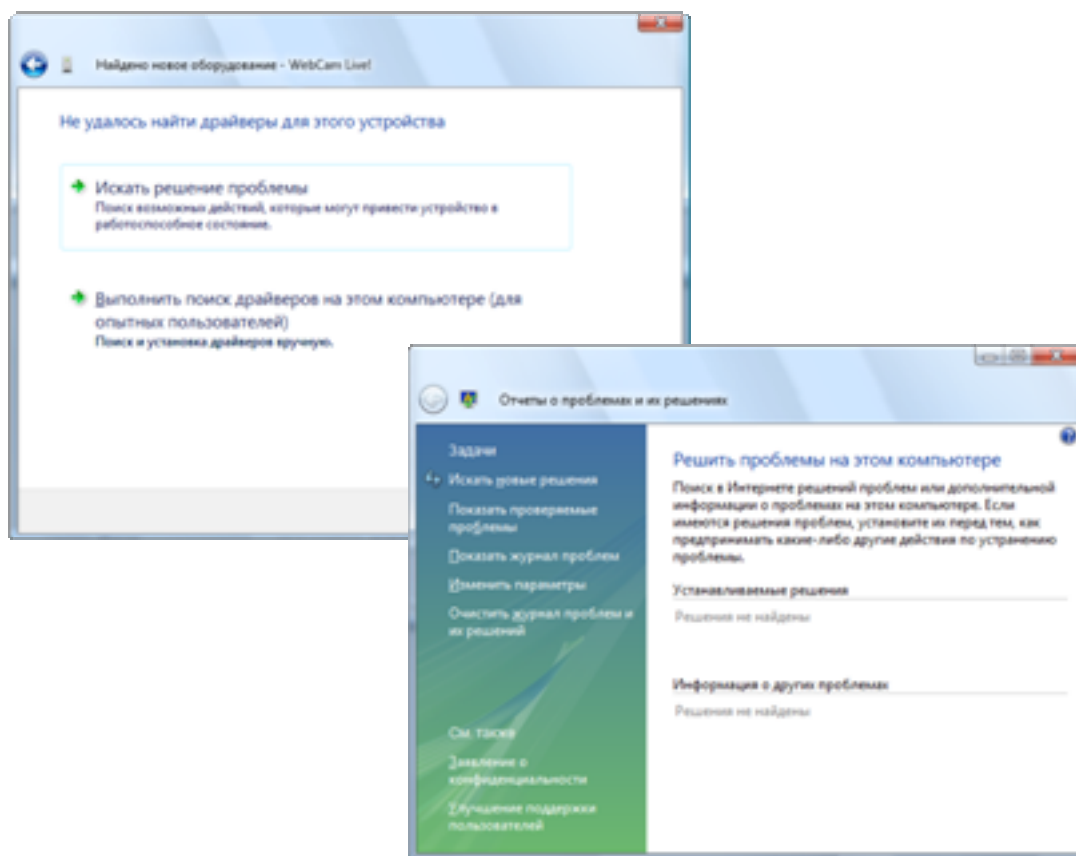 Найдено новое оборудование - WebCam Live!
Не удалось найти драйверы для этого устройства
Искать решение проблемы
Поиск возможных действий, которые могут привести устройство в
работоспособное состояние.
Выполнить поиск драйверов на этом компьютере (для
опытных пользователей)
Поиск и установка драйверов вручную.
Отчеты о проблемах и их решениях
Задачи
Искать новые решения
Показать проверяемые
проблемы
Показать журнал проблем
Изменить параметры
Очистить журнал проблем и
их решений
См. также
Заявление о
конфиденциальности
Улучшение поддержки
пользователей
Решить проблемы на этом компьютере
Поиск в Интернете решений проблем или дополнительной
информации о проблемах на этом компьютере. Если
имеются решения проблем, установите их перед тем, как
предпринимать какие-либо другие действия по устранению
проблемы.
Устанавливаемые решения
Решения не найдены
Информация о других проблемах
Решения не найдены